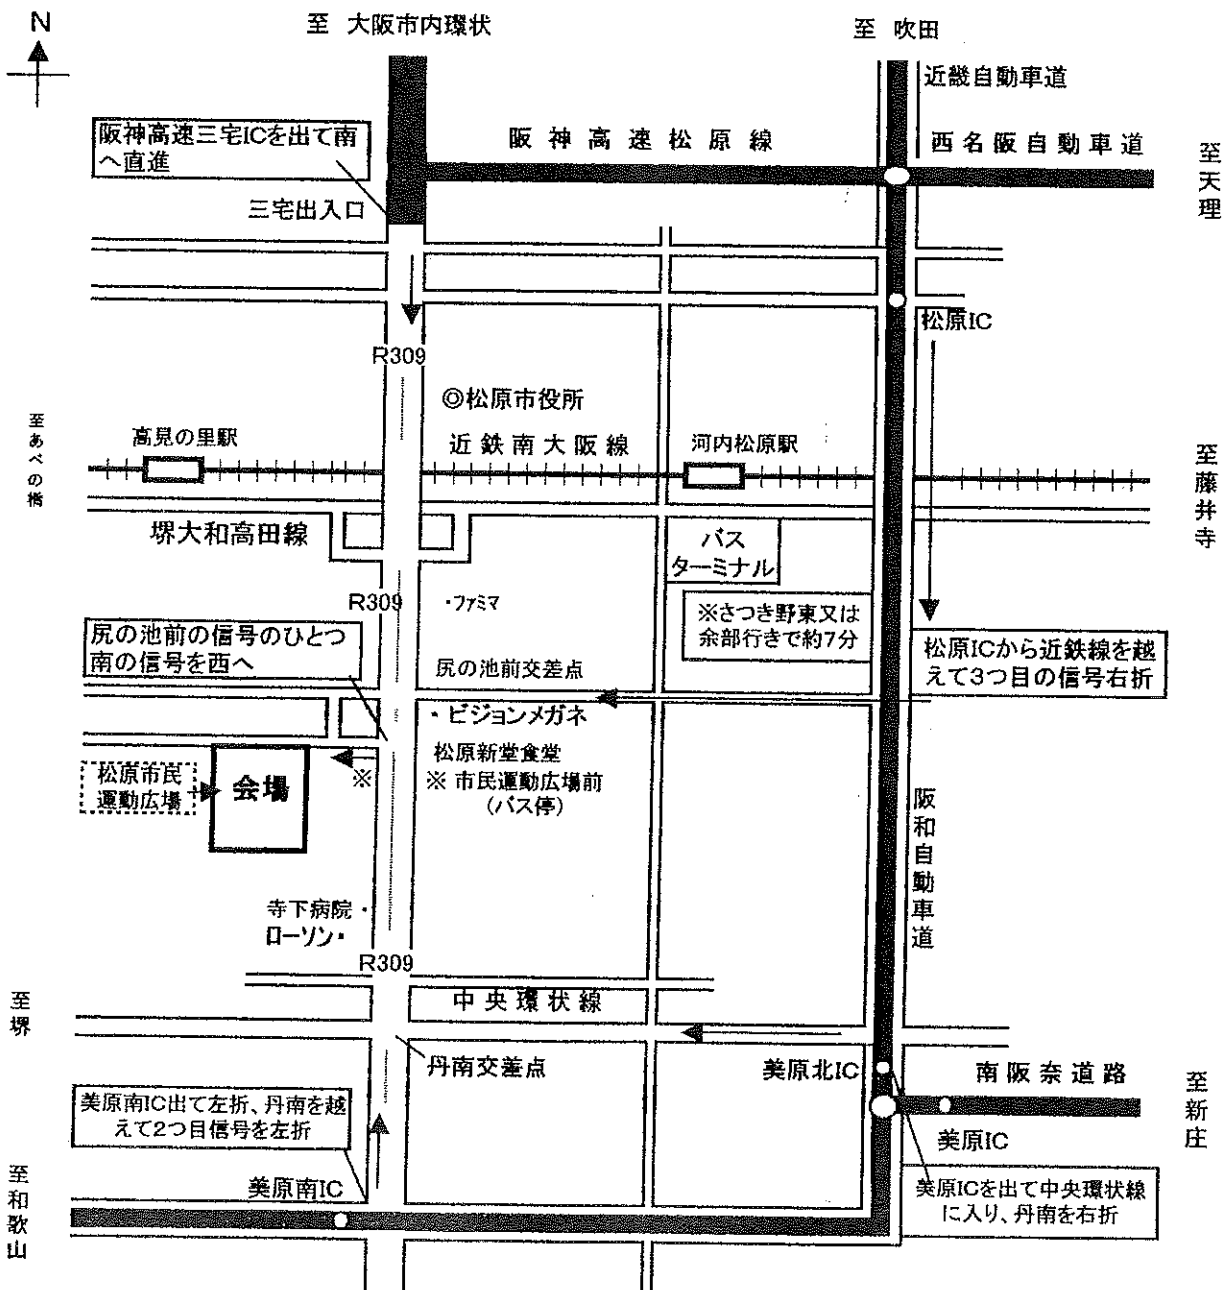 N
至 大阪市内環状
至 吹田
近畿自動車道
阪神高速三宅ICを出て南
へ直進
阪神高速松原線
西名阪自動車道
至天理
三宅出入口
松原IC
R309
◎松原市役所
至あべの橋
高見の里駅
近鉄南大阪線
河内松原駅
至藤井寺
堺大和高田線
バス
ターミナル
R309
・ファミマ
※さつき野東又は
余部行きで約7分
尻の池前の信号のひとつ
南の信号を西へ
松原ICから近鉄線を越
えて3つ目の信号右折
尻の池前交差点
・ビジョンメガネ
松原新堂食堂
※ 市民運動広場前
(バス停)
※
松原市民
運動広場
会場
阪和自動車道
寺下病院・
ローソン・
R309
中央環状線
至堺
丹南交差点
美原北IC
南阪奈道路
至新庄
美原南IC出て左折、丹南を越
えて2つ目信号を左折
美原IC
美原南IC
美原ICを出て中央環状線
に入り、丹南を右折
至和歌山